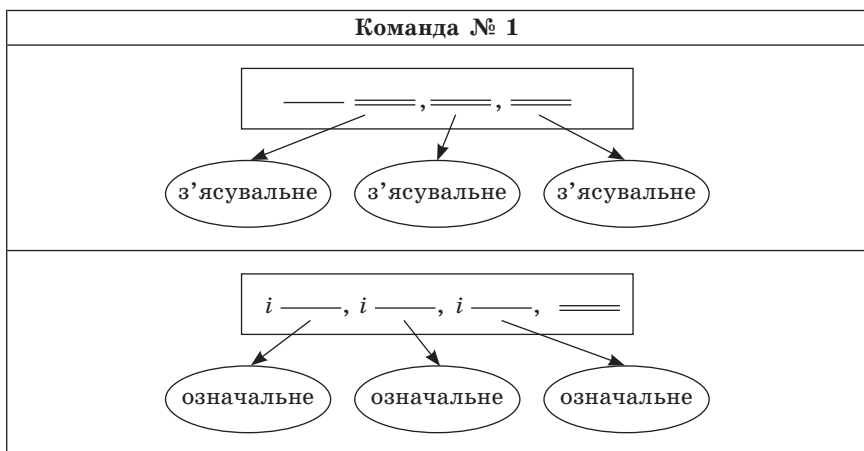 Команда № 1
, ,
з’ясувальне з’ясувальне з’ясувальне
і , і , і ,
означальне означальне означальне